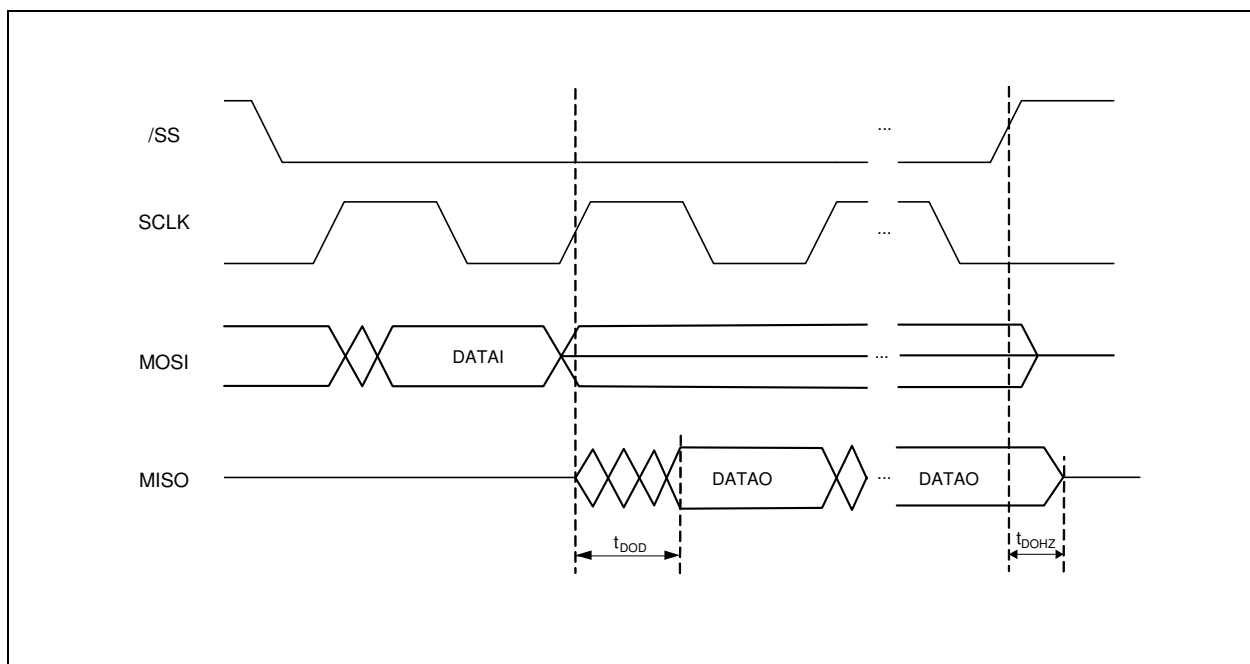 /SS
...
SCLK
...
MOSI
DATAI
...
MISO
DATAO
...
DATAO
tDOD
tDOHZ